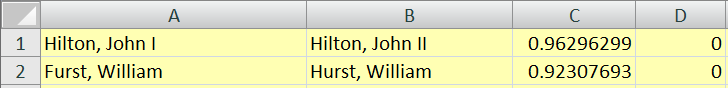 A B C D
1 Hilton, John I Hilton, John II 0.96296299 0
2 Furst, William Hurst, William 0.92307693 0